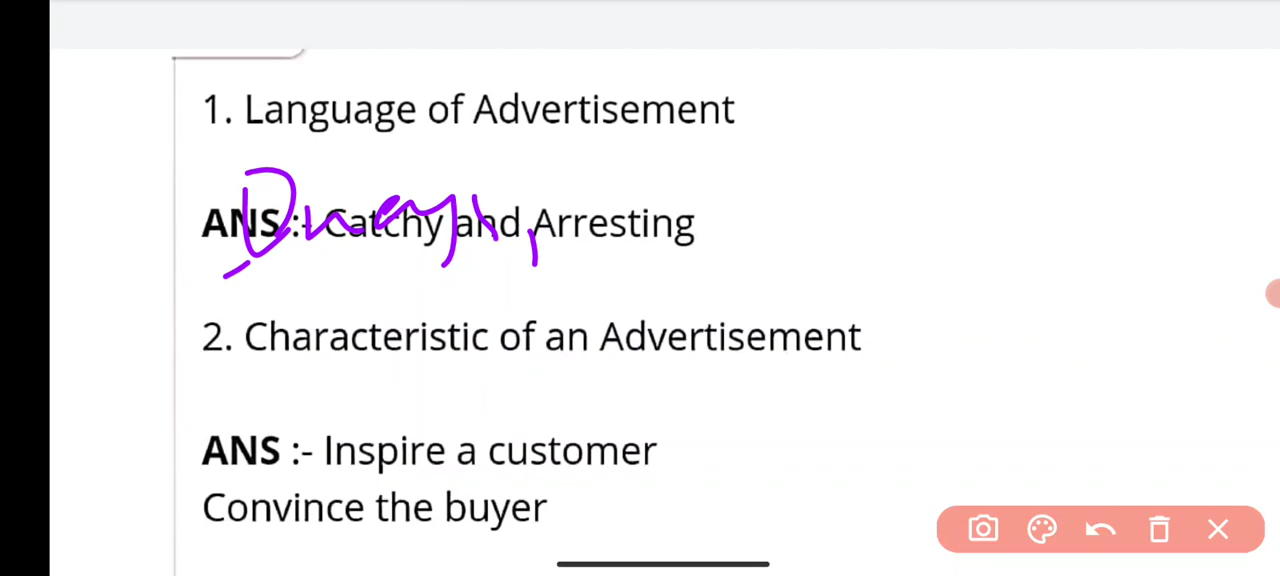 1. Language of Advertisement
ANS :- Catchy and Arresting
2. Characteristic of an Advertisement
ANS :- Inspire a customer
Convince the buyer